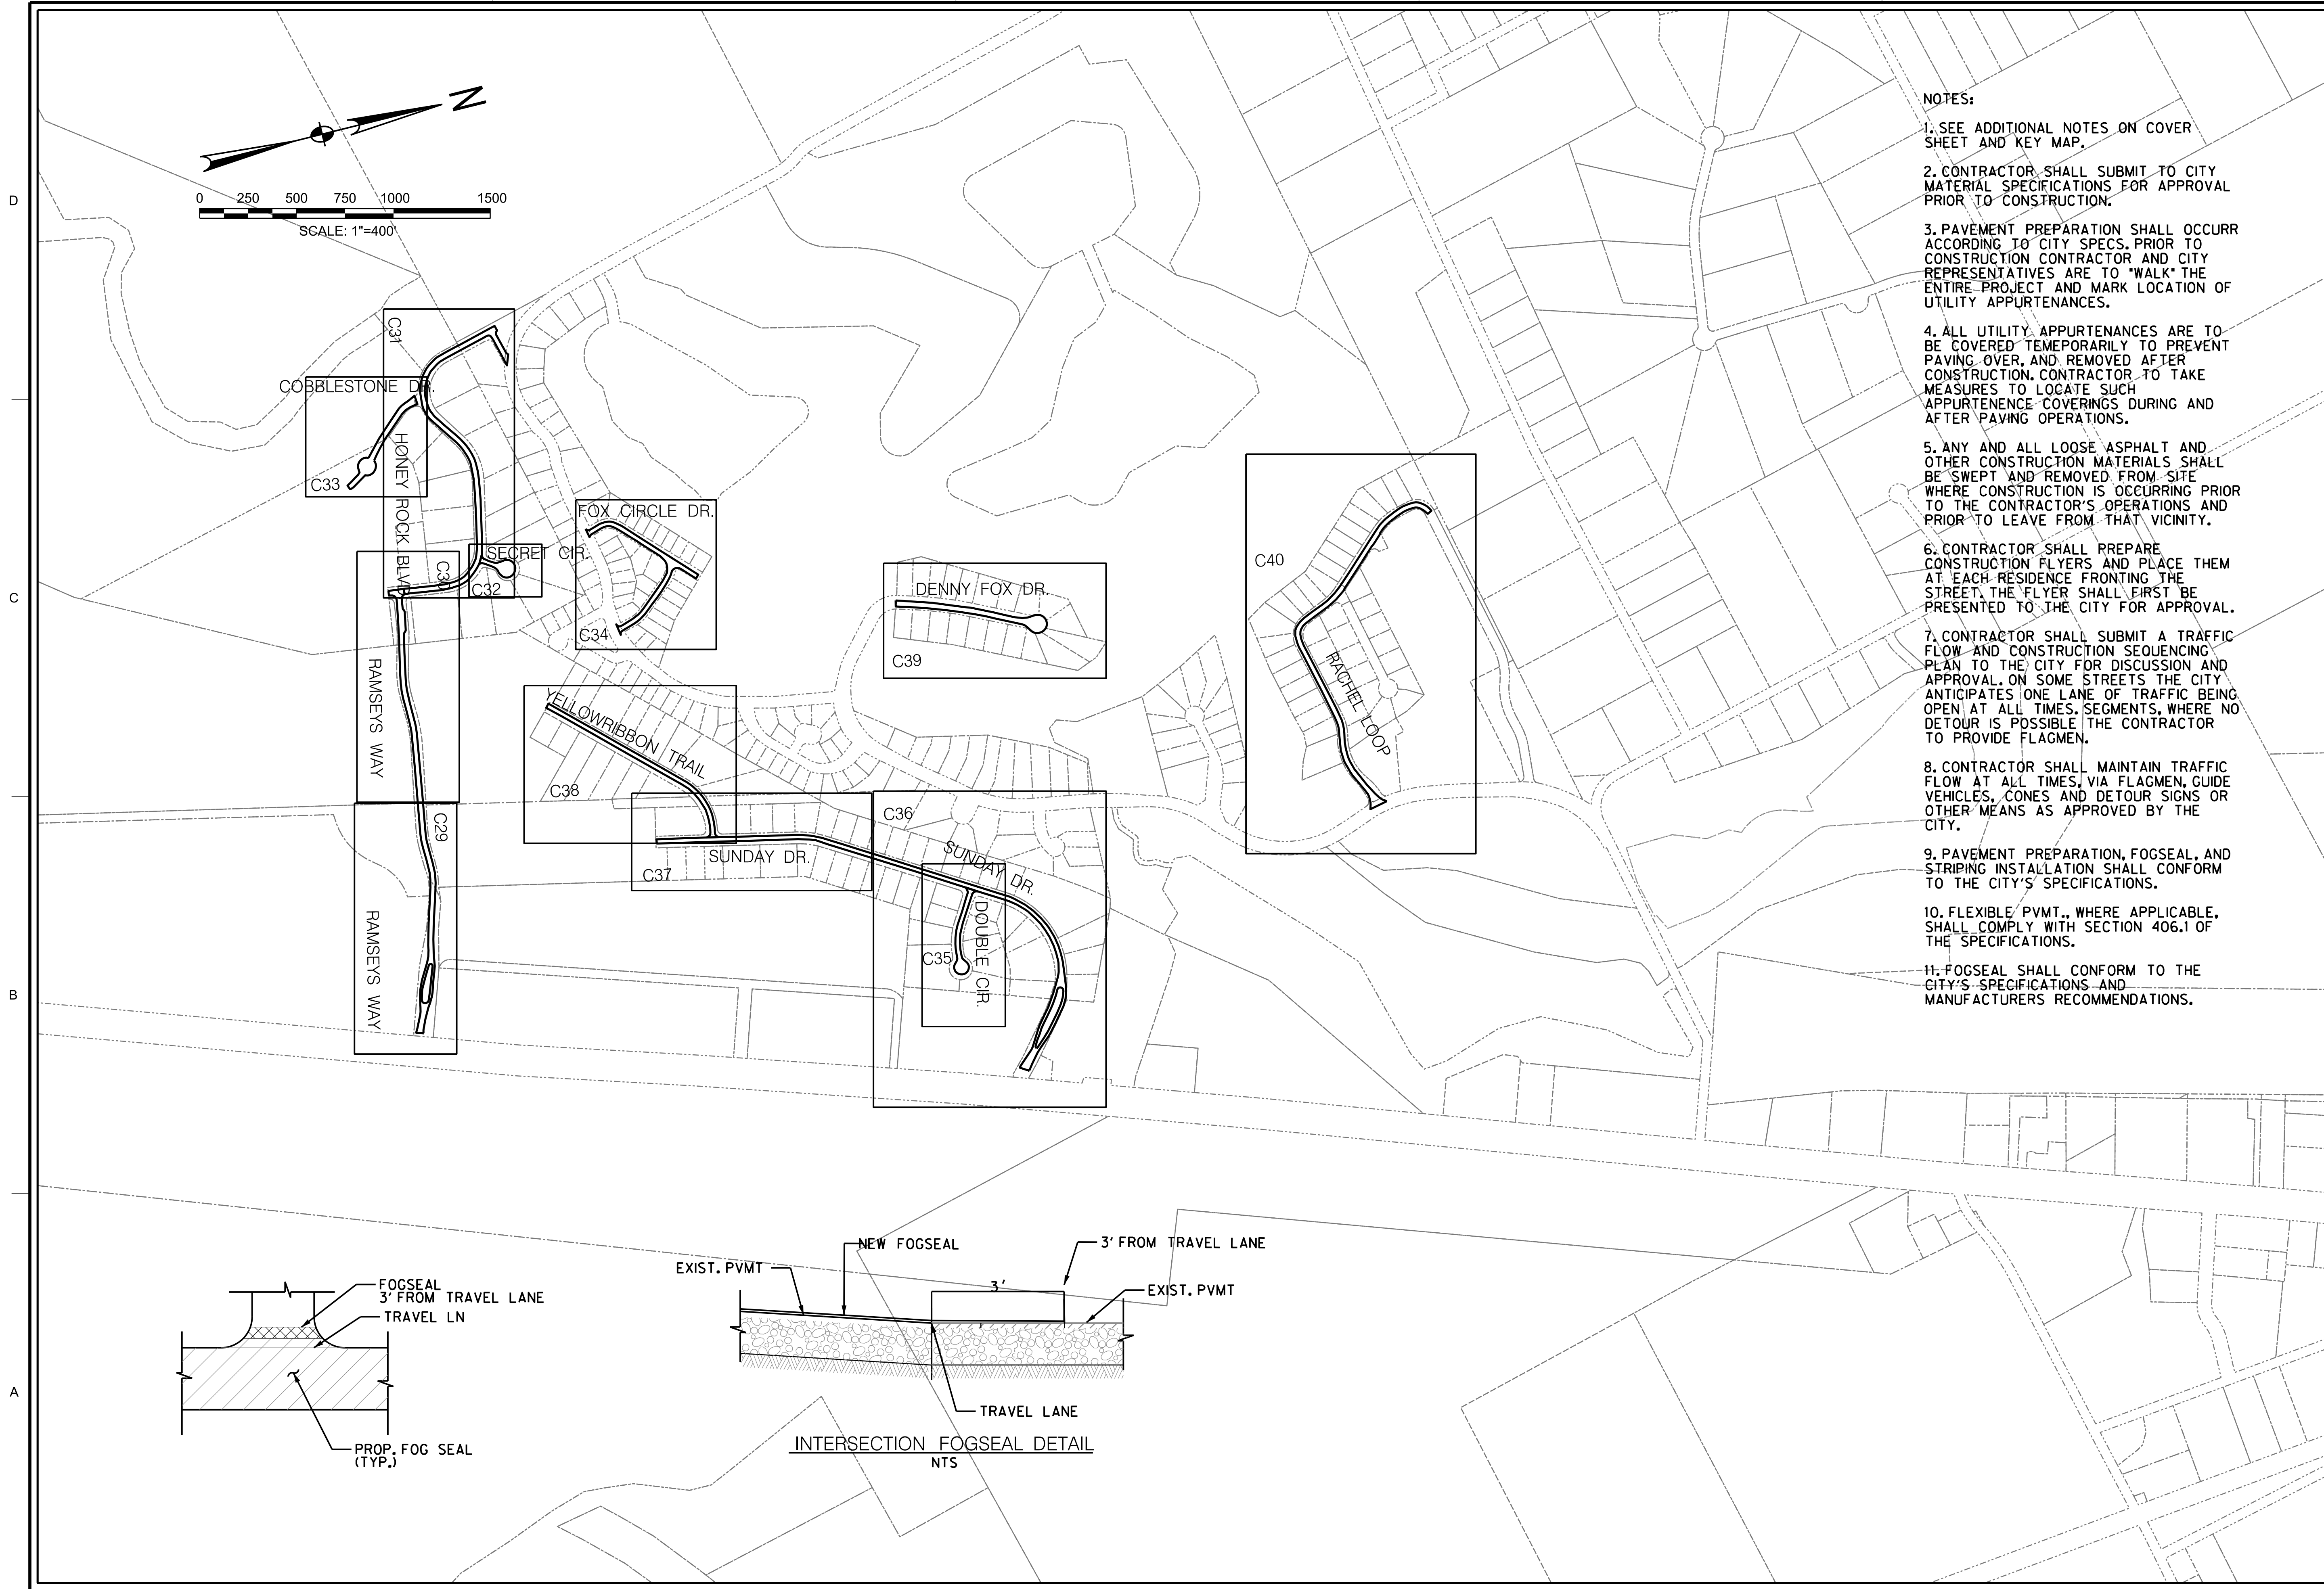 N
0 250 500 750 1000 1500
SCALE: 1"=400'
D
C
B
A
C31
COBBLESTONE DR.
HONEY ROCK BLVD
C33
C30
SECRET CIR.
C32
FOX CIRCLE DR.
C34
DENNY FOX DR.
C39
C40
RACHEL LOOP
RAMSEYS WAY
YELLOWRIBBON TRAIL
C38
C29
SUNDAY DR.
C37
C36
SUNDAY DR.
DOUBLE CIR.
C35
RAMSEYS WAY
NOTES:
1. SEE ADDITIONAL NOTES ON COVER
SHEET AND KEY MAP.
2. CONTRACTOR SHALL SUBMIT TO CITY
MATERIAL SPECIFICATIONS FOR APPROVAL
PRIOR TO CONSTRUCTION.
3. PAVEMENT PREPARATION SHALL OCCURR
ACCORDING TO CITY SPECS. PRIOR TO
CONSTRUCTION CONTRACTOR AND CITY
REPRESENTATIVES ARE TO "WALK" THE
ENTIRE PROJECT AND MARK LOCATION OF
UTILITY APPURTENANCES.
4. ALL UTILITY APPURTENANCES ARE TO
BE COVERED TEMEPORARILY TO PREVENT
PAVING OVER, AND REMOVED AFTER
CONSTRUCTION. CONTRACTOR TO TAKE
MEASURES TO LOCATE SUCH
APPURTENENCE COVERINGS DURING AND
AFTER PAVING OPERATIONS.
5. ANY AND ALL LOOSE ASPHALT AND
OTHER CONSTRUCTION MATERIALS SHALL
BE SWEPT AND REMOVED FROM SITE
WHERE CONSTRUCTION IS OCCURRING PRIOR
TO THE CONTRACTOR'S OPERATIONS AND
PRIOR TO LEAVE FROM THAT VICINITY.
6. CONTRACTOR SHALL PREPARE
CONSTRUCTION FLYERS AND PLACE THEM
AT EACH RESIDENCE FRONTING THE
STREET. THE FLYER SHALL FIRST BE
PRESENTED TO THE CITY FOR APPROVAL.
7. CONTRACTOR SHALL SUBMIT A TRAFFIC
FLOW AND CONSTRUCTION SEQUENCING
PLAN TO THE CITY FOR DISCUSSION AND
APPROVAL. ON SOME STREETS THE CITY
ANTICIPATES ONE LANE OF TRAFFIC BEING
OPEN AT ALL TIMES. SEGMENTS, WHERE NO
DETOUR IS POSSIBLE THE CONTRACTOR
TO PROVIDE FLAGMEN.
8. CONTRACTOR SHALL MAINTAIN TRAFFIC
FLOW AT ALL TIMES, VIA FLAGMEN, GUIDE
VEHICLES, CONES AND DETOUR SIGNS OR
OTHER MEANS AS APPROVED BY THE
CITY.
9. PAVEMENT PREPARATION, FOGSEAL, AND
STRIPING INSTALLATION SHALL CONFORM
TO THE CITY'S SPECIFICATIONS.
10. FLEXIBLE PVMT., WHERE APPLICABLE,
SHALL COMPLY WITH SECTION 406.1 OF
THE SPECIFICATIONS.
11. FOGSEAL SHALL CONFORM TO THE
CITY'S SPECIFICATIONS AND
MANUFACTURERS RECOMMENDATIONS.
FOGSEAL
3' FROM TRAVEL LANE
TRAVEL LN
PROP. FOG SEAL
(TYP.)
NEW FOGSEAL
EXIST. PVMT
3' FROM TRAVEL LANE
3'
EXIST. PVMT
TRAVEL LANE
INTERSECTION FOGSEAL DETAIL
NTS